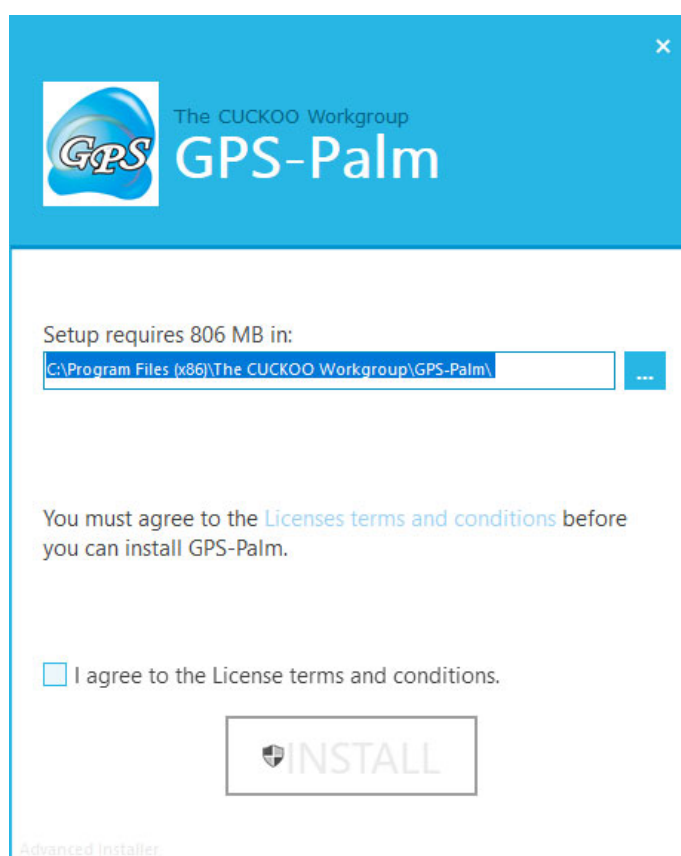 ×
GPS
The CUCKOO Workgroup
GPS-Palm
Setup requires 806 MB in:
C:\Program Files (x86)\The CUCKOO Workgroup\GPS-Palm\
...
You must agree to the Licenses terms and conditions before
you can install GPS-Palm.
I agree to the License terms and conditions.
INSTALL
Advanced Installer